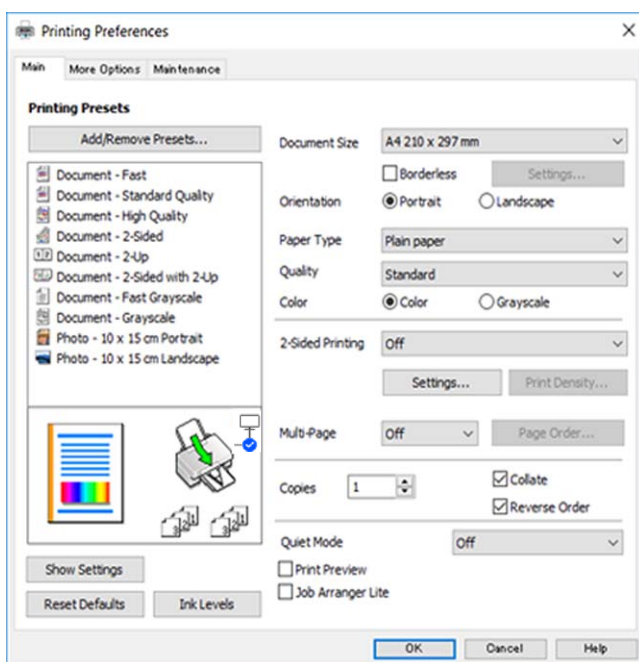 Printing Preferences
Main More Options Maintenance
Printing Presets
Add/Remove Presets...
Document - Fast
Document - Standard Quality
Document - High Quality
Document - 2-Sided
Document - 2-Up
Document - 2-Sided with 2-Up
Document - Fast Grayscale
Document - Grayscale
Photo - 10 x 15 cm Portrait
Photo - 10 x 15 cm Landscape
Show Settings
Reset Defaults Ink Levels
Document Size A4 210 x 297 mm
Borderless Settings...
Orientation Portrait Landscape
Paper Type Plain paper
Quality Standard
Color Color Grayscale
2-Sided Printing Off
Settings... Print Density...
Multi-Page Off Page Order...
Copies 1 Collate
Reverse Order
Quiet Mode Off
Print Preview
Job Arranger Lite
OK Cancel Help